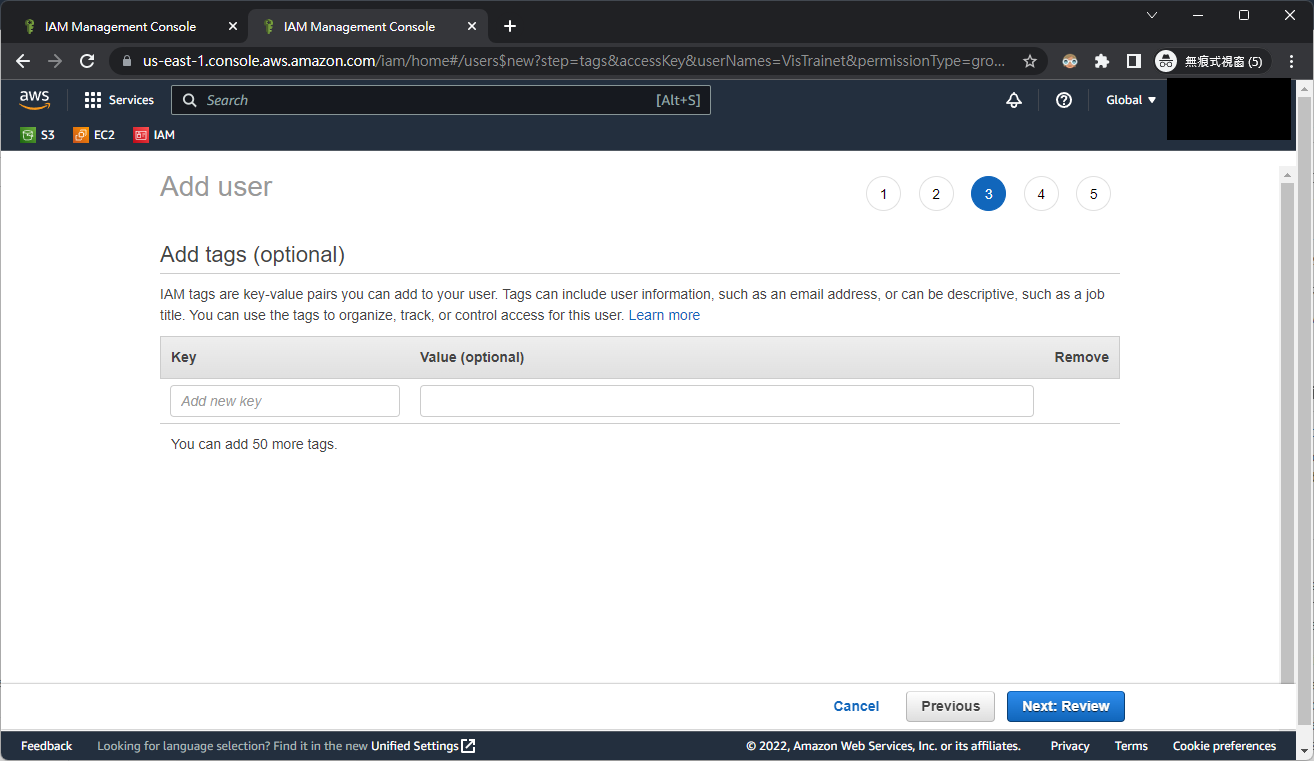 IAM Management Console
IAM Management Console
us-east-1.console.aws.amazon.com/iam/home#/users$new?step=tags&accessKey&userNames=VisTrainet&permissionType=gro...
無痕式視窗 (5)
aws
Services
Search
[Alt+S]
Global
S3
EC2
IAM
Add user
1
2
3
4
5
Add tags (optional)
IAM tags are key-value pairs you can add to your user. Tags can include user information, such as an email address, or can be descriptive, such as a job
title. You can use the tags to organize, track, or control access for this user. Learn more
Key
Value (optional)
Remove
Add new key
You can add 50 more tags.
Cancel
Previous
Next: Review
Feedback
Looking for language selection? Find it in the new Unified Settings
© 2022, Amazon Web Services, Inc. or its affiliates.
Privacy
Terms
Cookie preferences